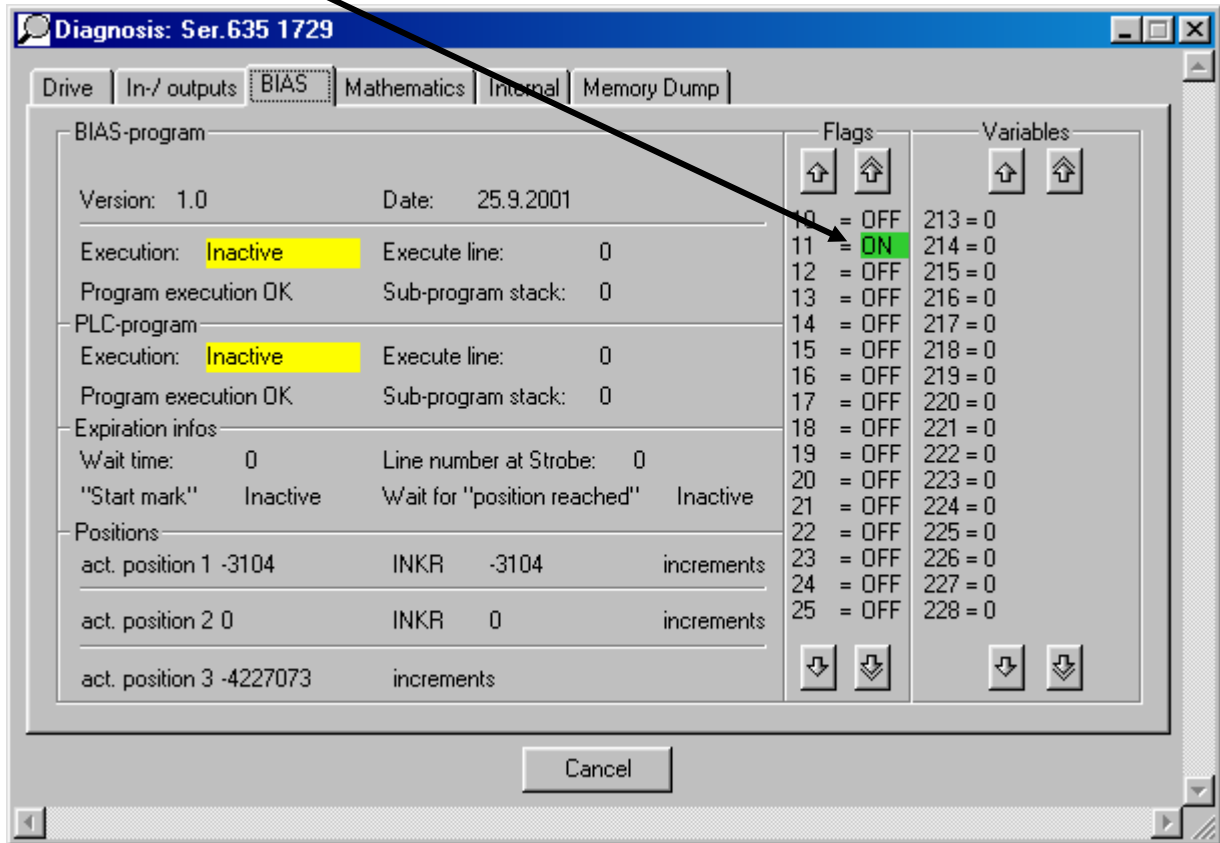 Diagnosis: Ser.635 1729
Drive In-/ outputs BIAS Mathematics Internal Memory Dump
BIAS-program
Version: 1.0 Date: 25.9.2001
Execution: Inactive Execute line: 0
Program execution OK Sub-program stack: 0
PLC-program
Execution: Inactive Execute line: 0
Program execution OK Sub-program stack: 0
Expiration infos
Wait time: 0 Line number at Strobe: 0
"Start mark" Inactive Wait for "position reached" Inactive
Positions
act. position 1 -3104 INKR -3104 increments
act. position 2 0 INKR 0 increments
act. position 3 -4227073 increments
Flags
10 = OFF
11 = ON
12 = OFF
13 = OFF
14 = OFF
15 = OFF
16 = OFF
17 = OFF
18 = OFF
19 = OFF
20 = OFF
21 = OFF
22 = OFF
23 = OFF
24 = OFF
25 = OFF
Variables
213 = 0
214 = 0
215 = 0
216 = 0
217 = 0
218 = 0
219 = 0
220 = 0
221 = 0
222 = 0
223 = 0
224 = 0
225 = 0
226 = 0
227 = 0
228 = 0
Cancel